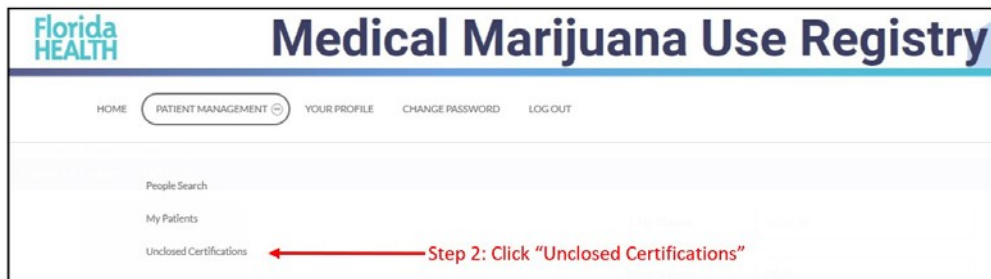 Florida
HEALTH
Medical Marijuana Use Registry
HOME PATIENT MANAGEMENT YOUR PROFILE CHANGE PASSWORD LOG OUT
People Search
My Patients
Unclosed Certifications
Step 2: Click “Unclosed Certifications”